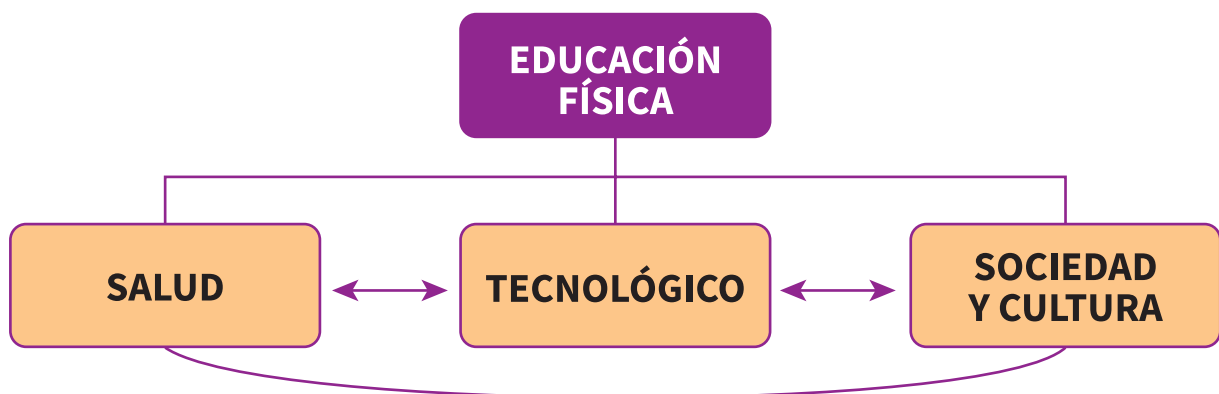 EDUCACIÓN
FÍSICA
SALUD
TECNOLÓGICO
SOCIEDAD
Y CULTURA